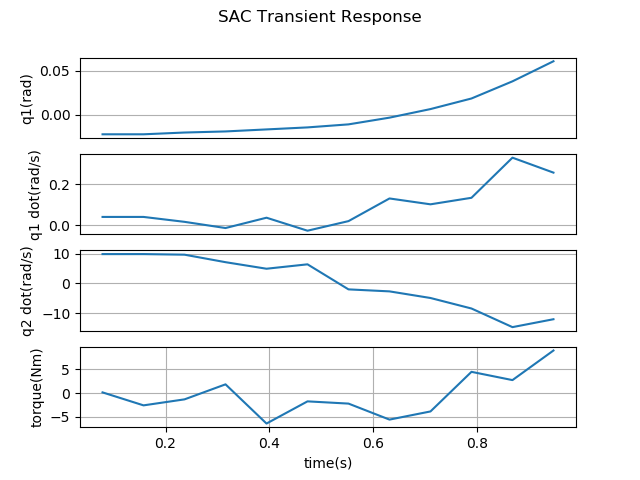 SAC Transient Response
q1(rad)
0.05
0.00
q1 dot(rad/s)
0.2
0.0
q2 dot(rad/s)
10
0
−10
torque(Nm)
5
0
−5
0.2 0.4 0.6 0.8
time(s)